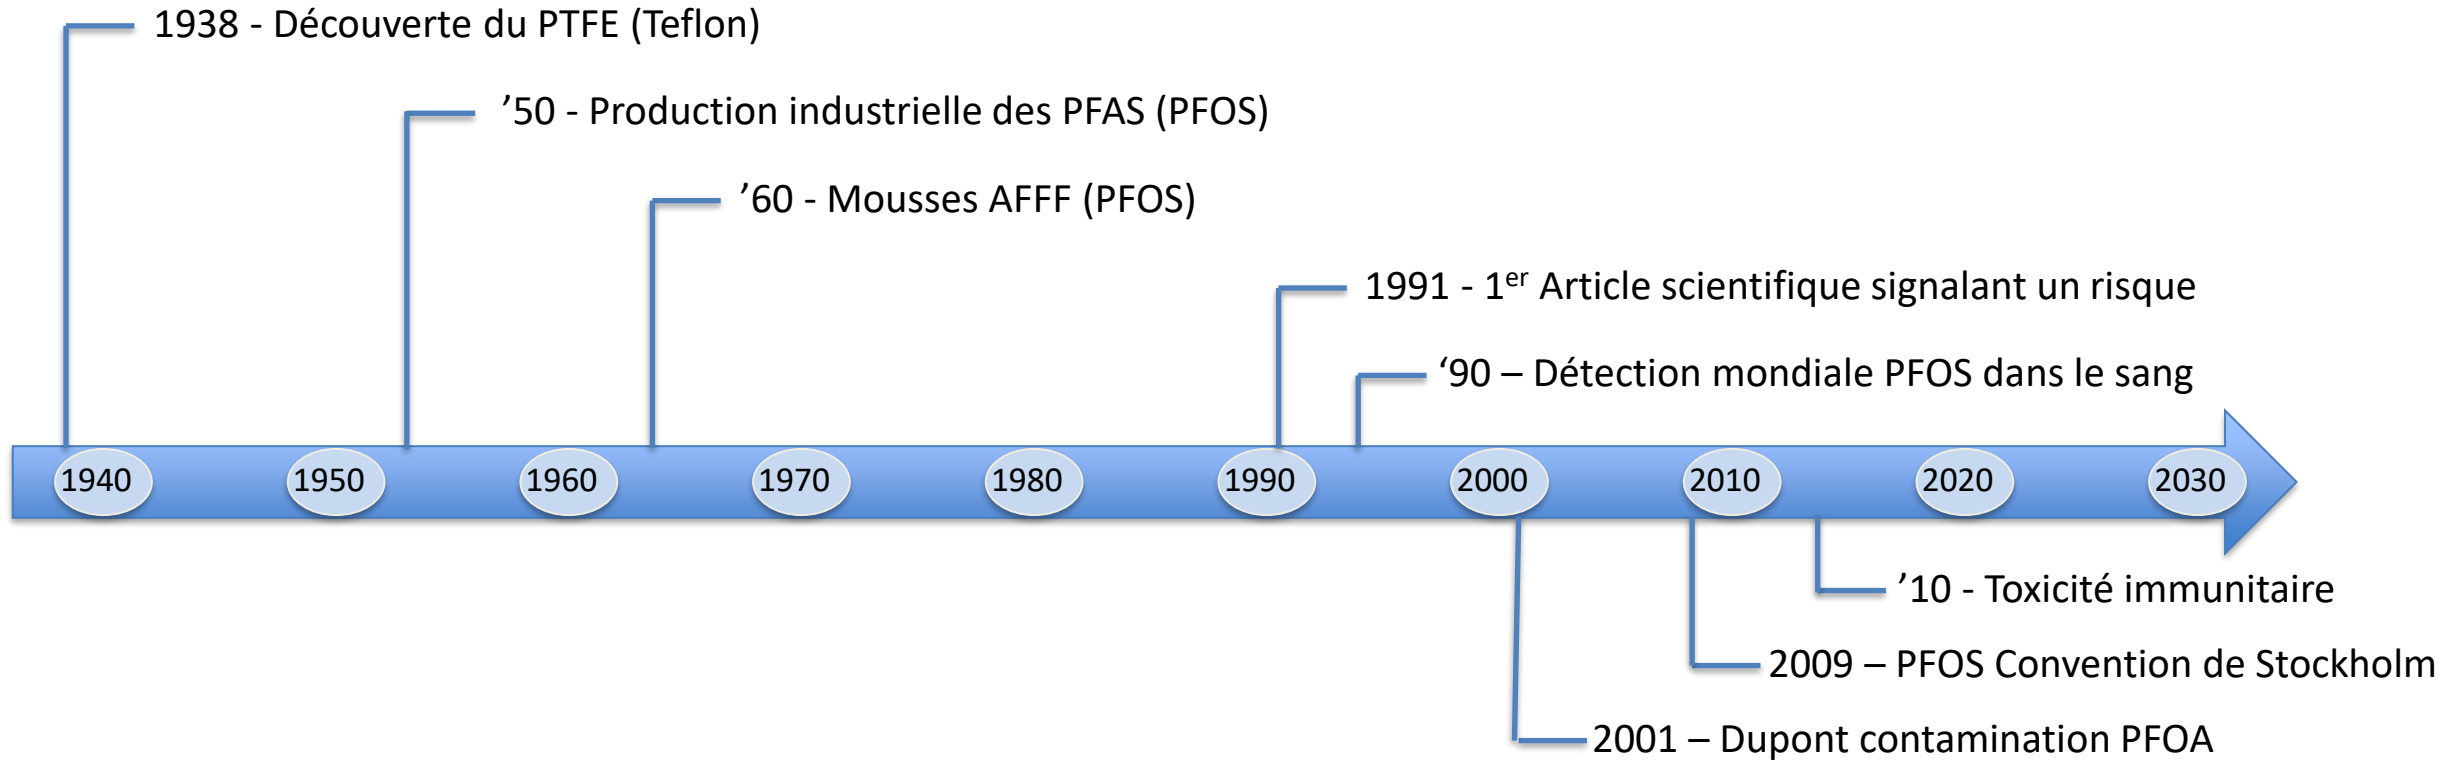 1938 - Découverte du PTFE (Teflon)
’50 - Production industrielle des PFAS (PFOS)
’60 - Mousses AFFF (PFOS)
1991 - 1er Article scientifique signalant un risque
‘90 – Détection mondiale PFOS dans le sang
1940 1950 1960 1970 1980 1990 2000 2010 2020 2030
’10 - Toxicité immunitaire
2009 – PFOS Convention de Stockholm
2001 – Dupont contamination PFOA